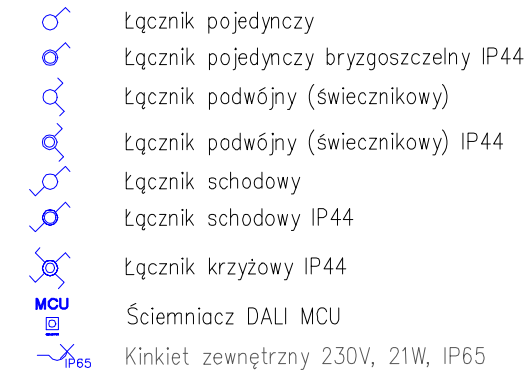 Łącznik pojedynczy
Łącznik pojedynczy bryzgoszczelny IP44
Łącznik podwójny (świecznikowy)
Łącznik podwójny (świecznikowy) IP44
Łącznik schodowy
Łącznik schodowy IP44
Łącznik krzyżowy IP44
MCU
Ściemniacz DALI MCU
IP65 Kinkiet zewnętrzny 230V, 21W, IP65